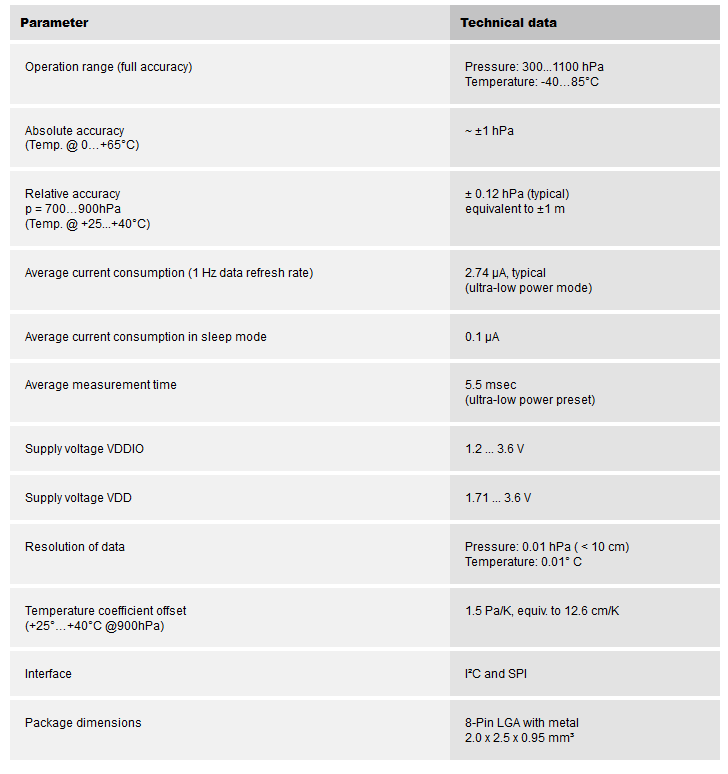 Parameter
Technical data
Operation range (full accuracy)
Pressure: 300...1100 hPa
Temperature: -40…85°C
Absolute accuracy
(Temp. @ 0…+65°C)
~ ±1 hPa
Relative accuracy
p = 700…900hPa
(Temp. @ +25...+40°C)
± 0.12 hPa (typical)
equivalent to ±1 m
Average current consumption (1 Hz data refresh rate)
2.74 µA, typical
(ultra-low power mode)
Average current consumption in sleep mode
0.1 µA
Average measurement time
5.5 msec
(ultra-low power preset)
Supply voltage VDDIO
1.2 ... 3.6 V
Supply voltage VDD
1.71 ... 3.6 V
Resolution of data
Pressure: 0.01 hPa ( < 10 cm)
Temperature: 0.01° C
Temperature coefficient offset
(+25°…+40°C @900hPa)
1.5 Pa/K, equiv. to 12.6 cm/K
Interface
I²C and SPI
Package dimensions
8-Pin LGA with metal
2.0 x 2.5 x 0.95 mm³